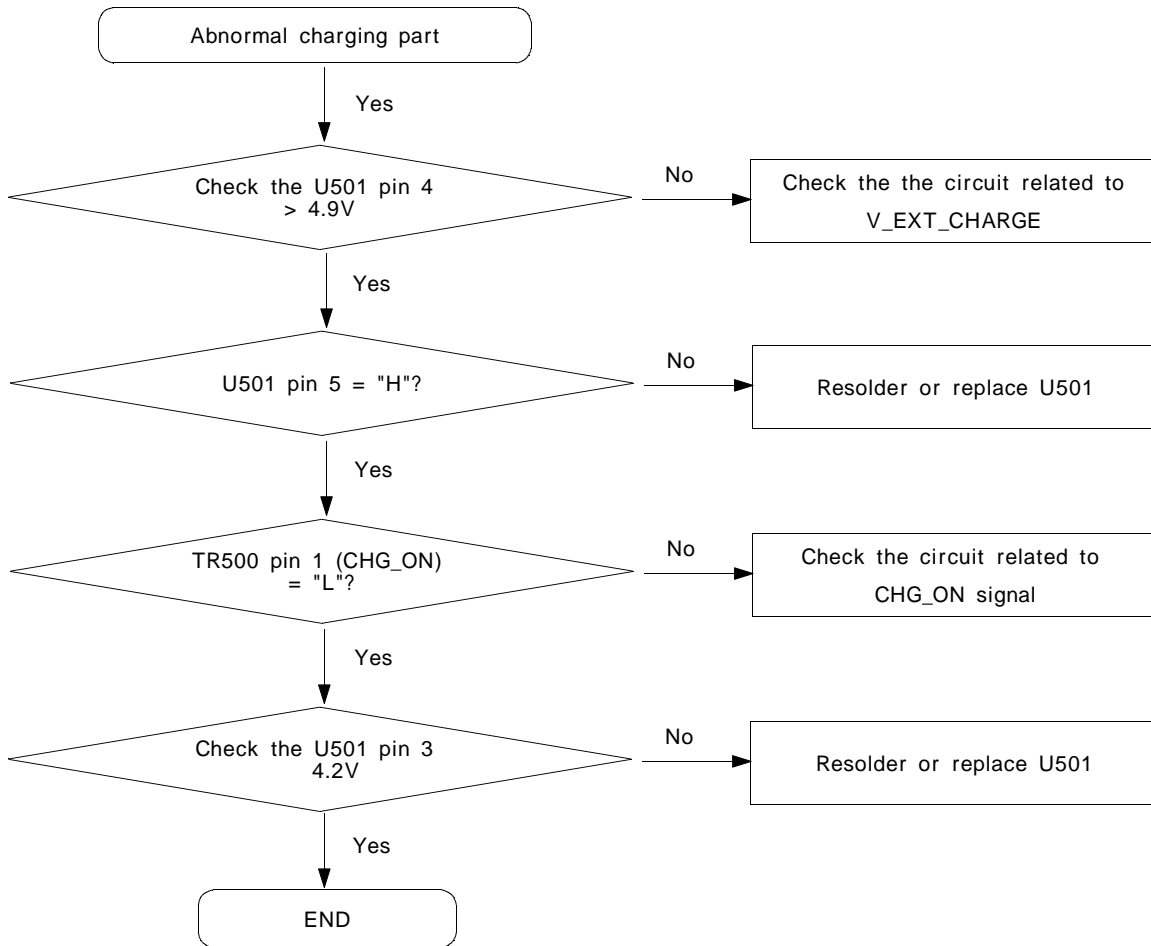 Abnormal charging part
Yes
Check the U501 pin 4
> 4.9V
No
Check the the circuit related to
V_EXT_CHARGE
Yes
U501 pin 5 = "H"?
No
Resolder or replace U501
Yes
TR500 pin 1 (CHG_ON)
= "L"?
No
Check the circuit related to
CHG_ON signal
Yes
Check the U501 pin 3
4.2V
No
Resolder or replace U501
Yes
END